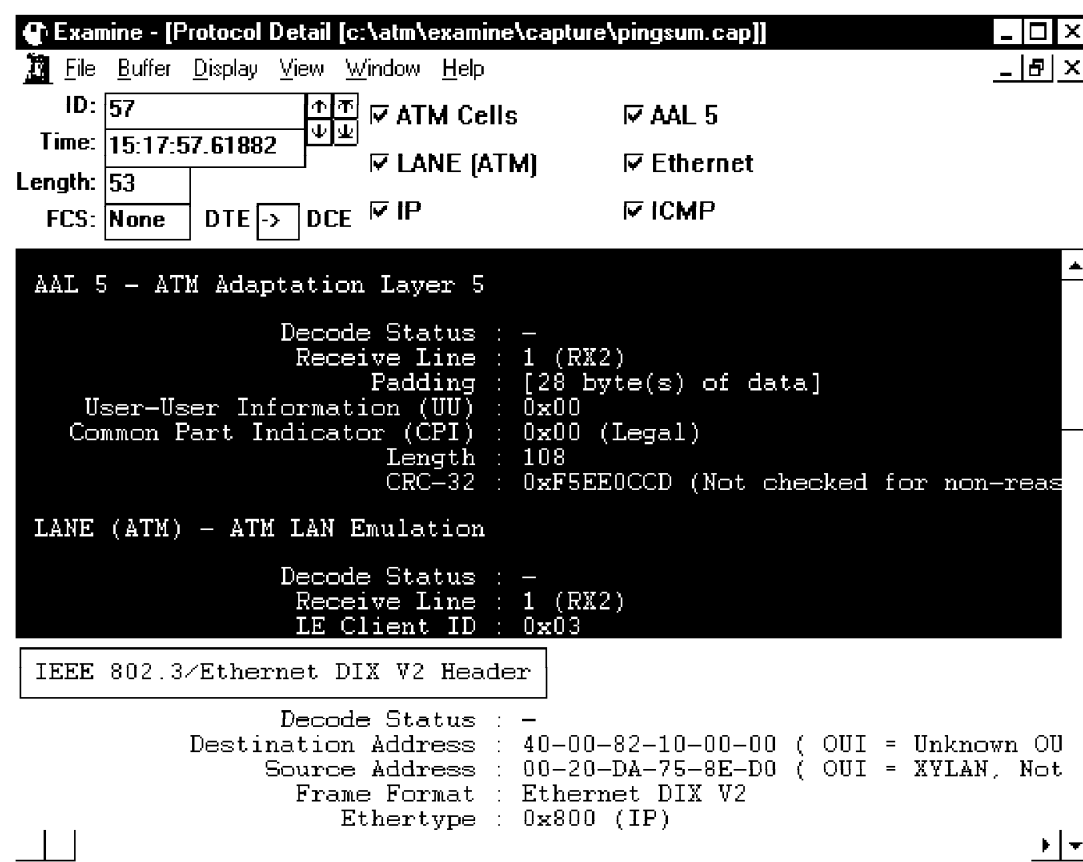 Examine - [Protocol Detail [c:\atm\examine\capture\pingsum.cap]]
File Buffer Display View Window Help
ID: 57
Time: 15:17:57.61882
Length: 53
FCS: None DTE -> DCE
ATM Cells AAL 5
LANE (ATM) Ethernet
IP ICMP
AAL 5 - ATM Adaptation Layer 5
Decode Status : -
Receive Line : 1 (RX2)
Padding : [28 byte(s) of data]
User-User Information (UU) : 0x00
Common Part Indicator (CPI) : 0x00 (Legal)
Length : 108
CRC-32 : 0xF5EE0CCD (Not checked for non-reas
LANE (ATM) - ATM LAN Emulation
Decode Status : -
Receive Line : 1 (RX2)
LE Client ID : 0x03
IEEE 802.3/Ethernet DIX V2 Header
Decode Status : -
Destination Address : 40-00-82-10-00-00 ( OUI = Unknown OU
Source Address : 00-20-DA-75-8E-D0 ( OUI = XYLAN, Not
Frame Format : Ethernet DIX V2
Ethertype : 0x800 (IP)